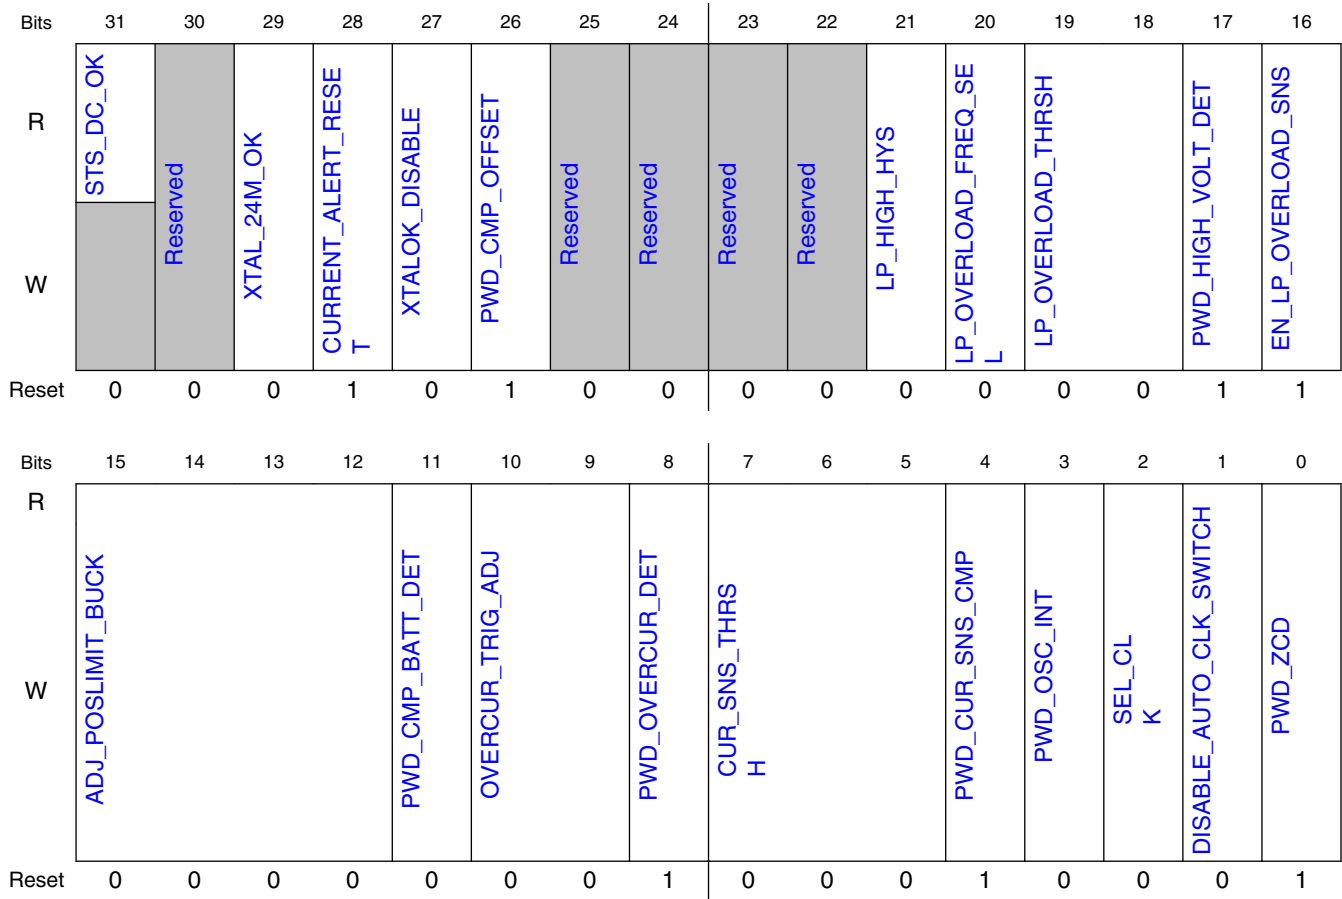 Bits 31 30 29 28 27 26 25 24 23 22 21 20 19 18 17 16
R
W
STS_DC_OK
Reserved
XTAL_24M_OK
CURRENT_ALERT_RESE
T
XTALOK_DISABLE
PWD_CMP_OFFSET
Reserved
Reserved
Reserved
Reserved
LP_HIGH_HYS
LP_OVERLOAD_FREQ_SE
L
LP_OVERLOAD_THRSH
PWD_HIGH_VOLT_DET
EN_LP_OVERLOAD_SNS
Reset 0 0 0 1 0 1 0 0 0 0 0 0 0 0 1 1
Bits 15 14 13 12 11 10 9 8 7 6 5 4 3 2 1 0
R
W
ADJ_POSLIMIT_BUCK
PWD_CMP_BATT_DET
OVERCUR_TRIG_ADJ
PWD_OVERCUR_DET
CUR_SNS_THRS
H
PWD_CUR_SNS_CMP
PWD_OSC_INT
SEL_CL
K
DISABLE_AUTO_CLK_SWITCH
PWD_ZCD
Reset 0 0 0 0 0 0 0 1 0 0 0 1 0 0 0 1